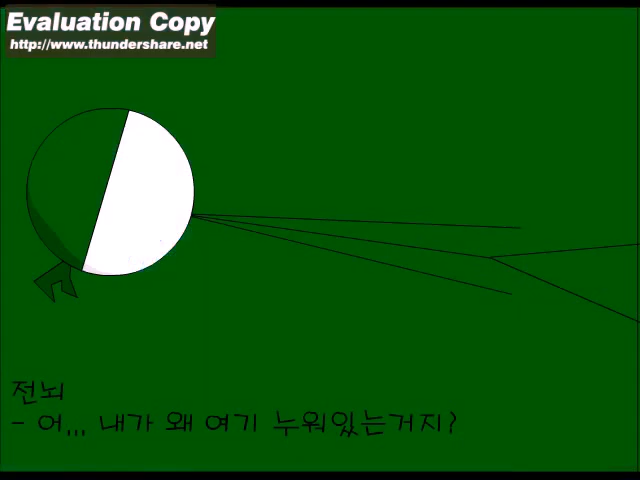 Evaluation Copy
http://www.thundershare.net
전뇌
- 어,,, 내가 왜 여기 누워있는거지?